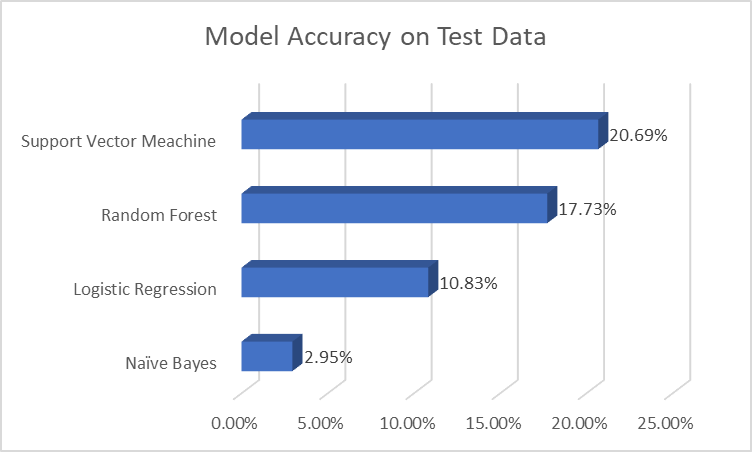 Model Accuracy on Test Data
Support Vector Meachine
20.69%
Random Forest
17.73%
Logistic Regression
10.83%
Naïve Bayes
2.95%
0.00% 5.00% 10.00% 15.00% 20.00% 25.00%